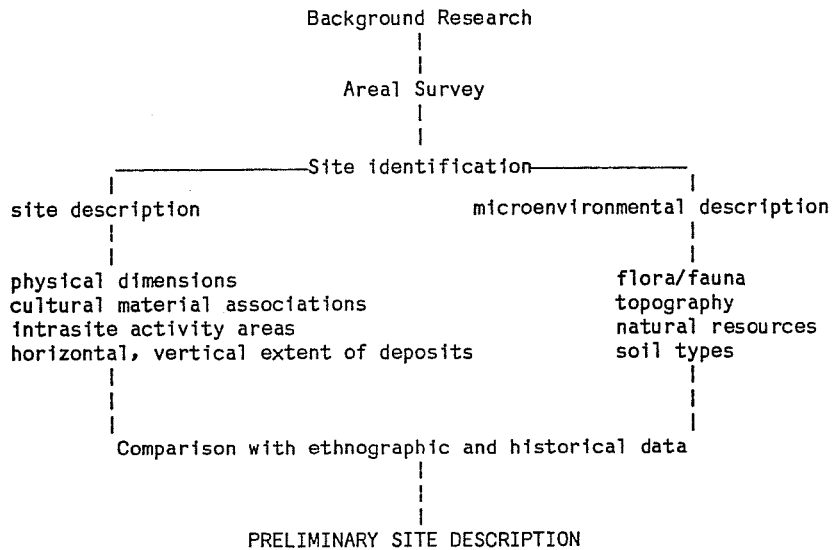 Background Research
Areal Survey
Site identification
site description
microenvironmental description
physical dimensions
cultural material associations
intrasite activity areas
horizontal, vertical extent of deposits
flora/fauna
topography
natural resources
soil types
Comparison with ethnographic and historical data
PRELIMINARY SITE DESCRIPTION